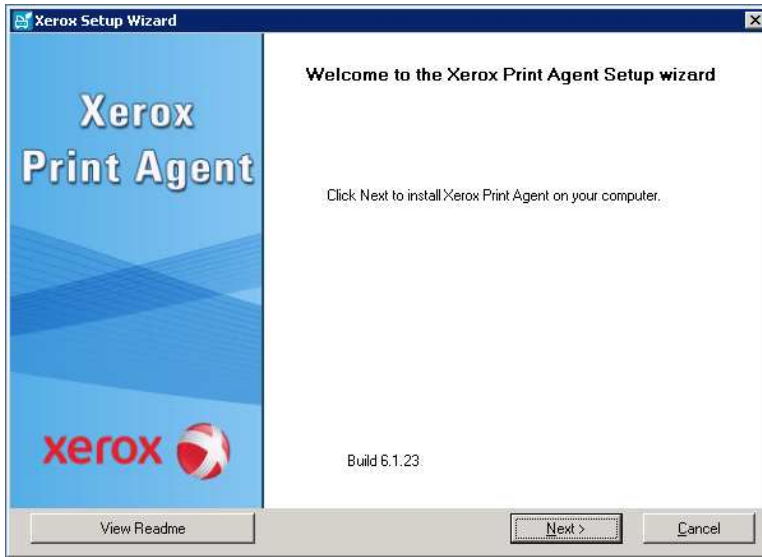 Xerox Setup Wizard
Xerox
Print Agent
xerox
Welcome to the Xerox Print Agent Setup wizard
Click Next to install Xerox Print Agent on your computer.
Build 6.1.23
View Readme
Next >
Cancel